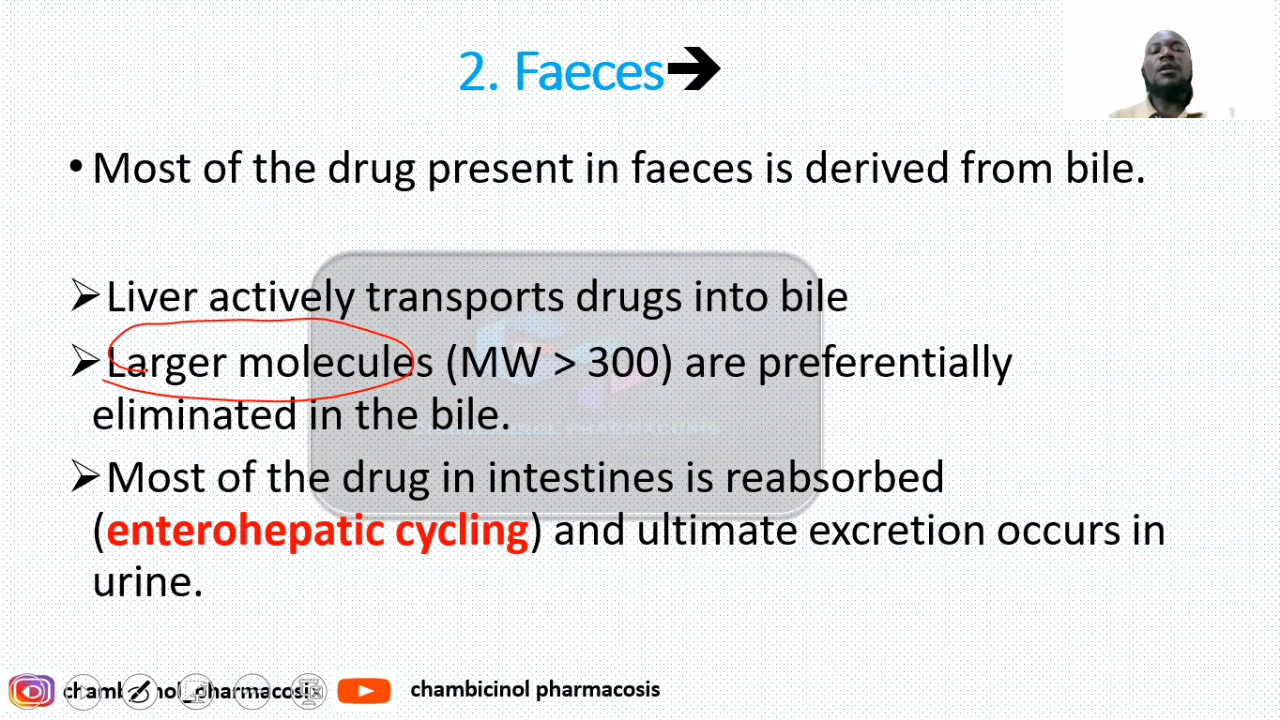 2. Faeces➔
• Most of the drug present in faeces is derived from bile.
➢Liver actively transports drugs into bile
➢Larger molecules (MW > 300) are preferentially
eliminated in the bile.
➢Most of the drug in intestines is reabsorbed
(enterohepatic cycling) and ultimate excretion occurs in
urine.
chambicinol_pharmacosis
chambicinol pharmacosis